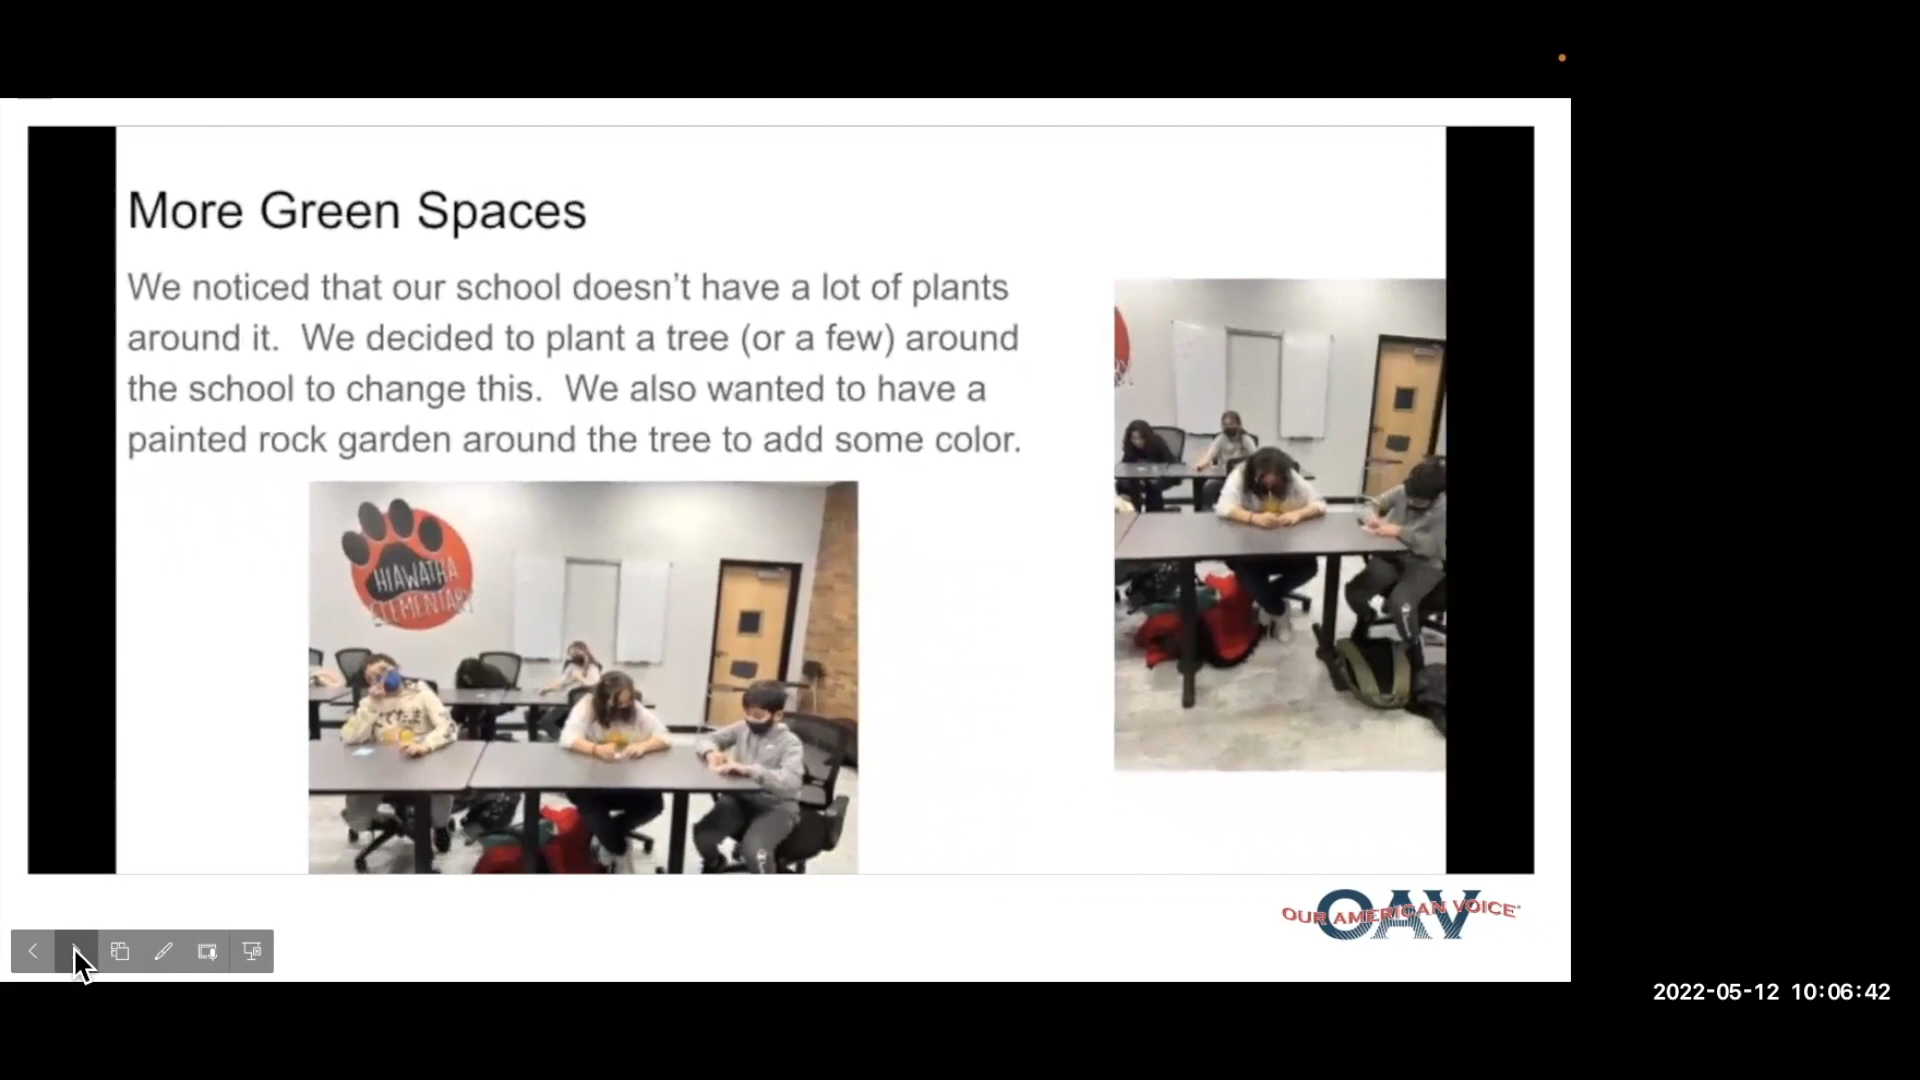 More Green Spaces
We noticed that our school doesn’t have a lot of plants
around it.  We decided to plant a tree (or a few) around
the school to change this.  We also wanted to have a
painted rock garden around the tree to add some color.
HIAWATHA
ELEMENTARY
OAV
OUR AMERICAN VOICE
2022-05-12 10:06:42